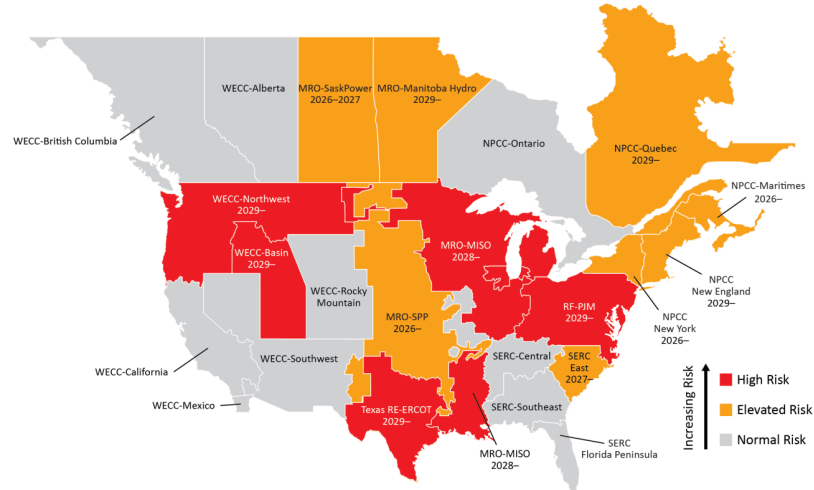 WECC-Alberta
MRO-SaskPower
2026–2027
MRO-Manitoba Hydro
2029–
WECC-British Columbia
NPCC-Ontario
NPCC-Quebec
2029–
NPCC-Maritimes
2026–
WECC-Northwest
2029–
WECC-Basin
2029–
MRO-MISO
2028–
NPCC
New England
2029–
WECC-Rocky
Mountain
MRO-SPP
2026–
RF-PJM
2029–
NPCC
New York
2026–
WECC-California
WECC-Southwest
SERC-Central
SERC
East
2027–
WECC-Mexico
Texas RE-ERCOT
2029–
SERC-Southeast
MRO-MISO
2028–
SERC
Florida Peninsula
Increasing Risk
High Risk
Elevated Risk
Normal Risk